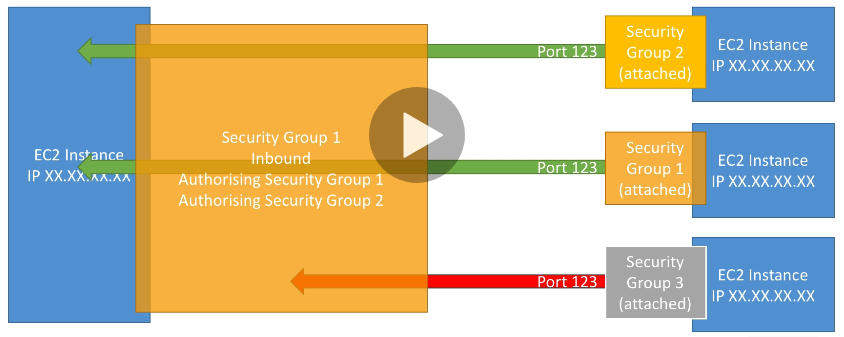 EC2 Instance
IP XX.XX.XX.XX
Security Group 1
Inbound
Authorising Security Group 1
Authorising Security Group 2
Port 123
Security
Group 2
(attached)
EC2 Instance
IP XX.XX.XX.XX
Port 123
Security
Group 1
(attached)
EC2 Instance
IP XX.XX.XX.XX
Port 123
Security
Group 3
(attached)
EC2 Instance
IP XX.XX.XX.XX